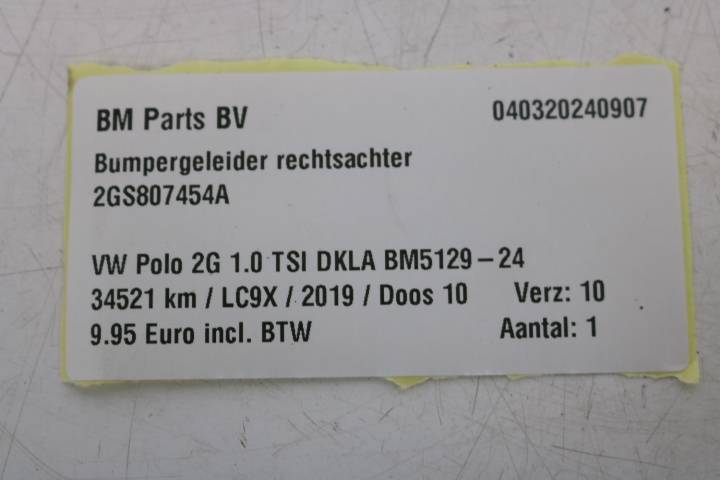 BM Parts BV 040320240907
Bumpergeleider rechtsachter
2GS807454A
VW Polo 2G 1.0 TSI DKLA BM5129-24
34521 km / LC9X / 2019 / Doos 10 Verz: 10
9.95 Euro incl. BTW Aantal: 1